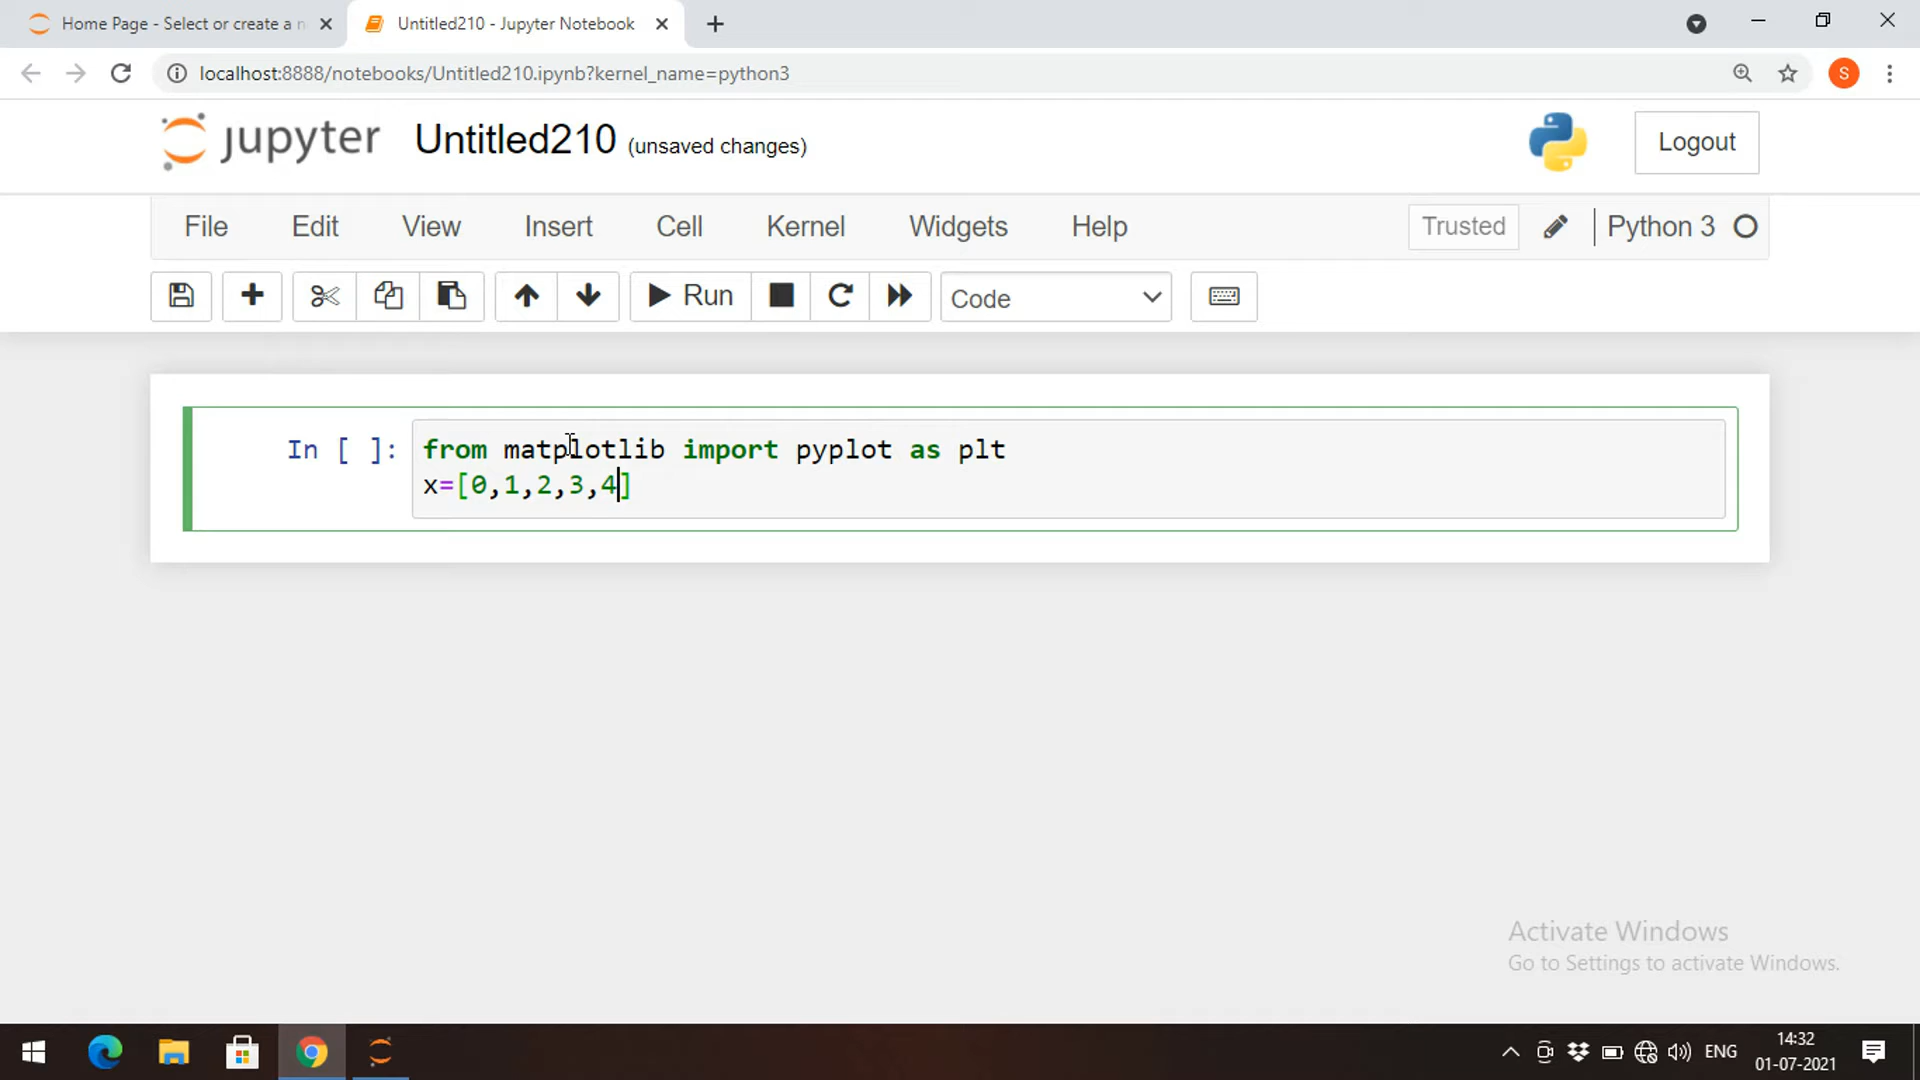 Home Page - Select or create a n
Untitled210 - Jupyter Notebook
localhost:8888/notebooks/Untitled210.ipynb?kernel_name=python3
S
jupyter Untitled210 (unsaved changes)
Logout
File Edit View Insert Cell Kernel Widgets Help Trusted Python 3
Run Code
In [ ]: from matplotlib import pyplot as plt
x=[0,1,2,3,4]
Activate Windows
Go to Settings to activate Windows.
ENG
14:32
01-07-2021